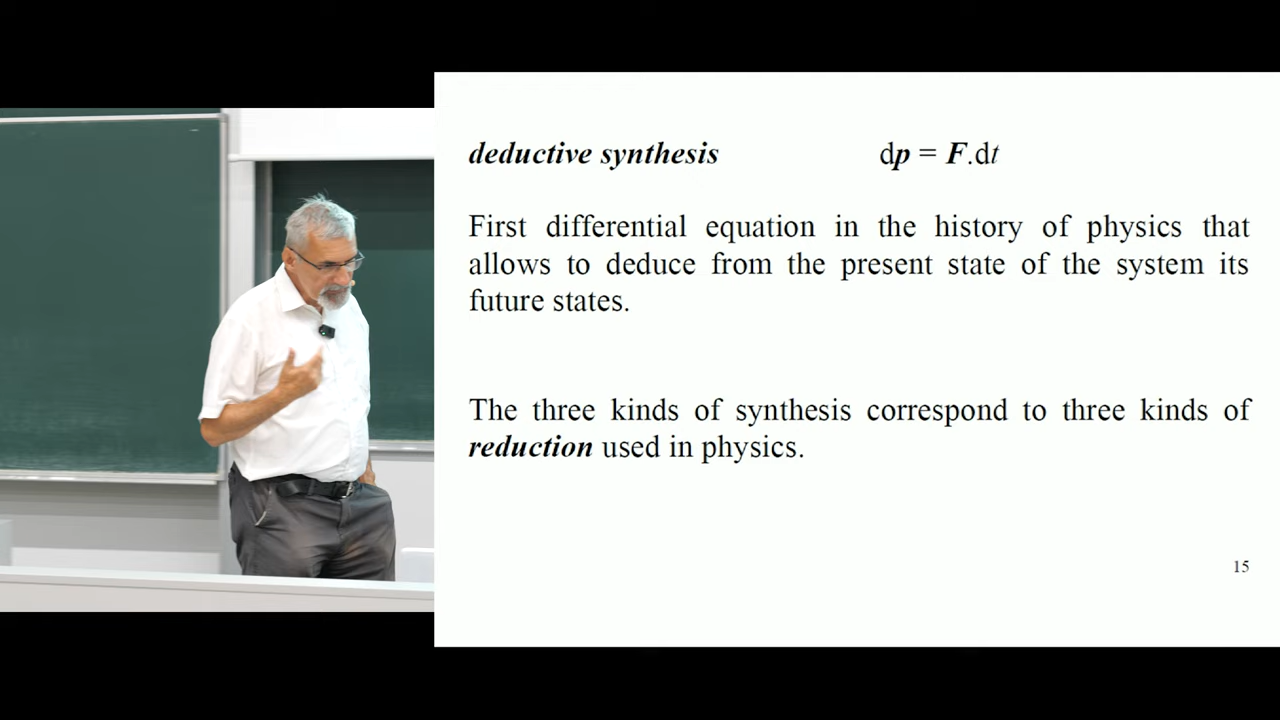 deductive synthesis dp = F.dt
First differential equation in the history of physics that
allows to deduce from the present state of the system its
future states.
The three kinds of synthesis correspond to three kinds of
reduction used in physics.
15